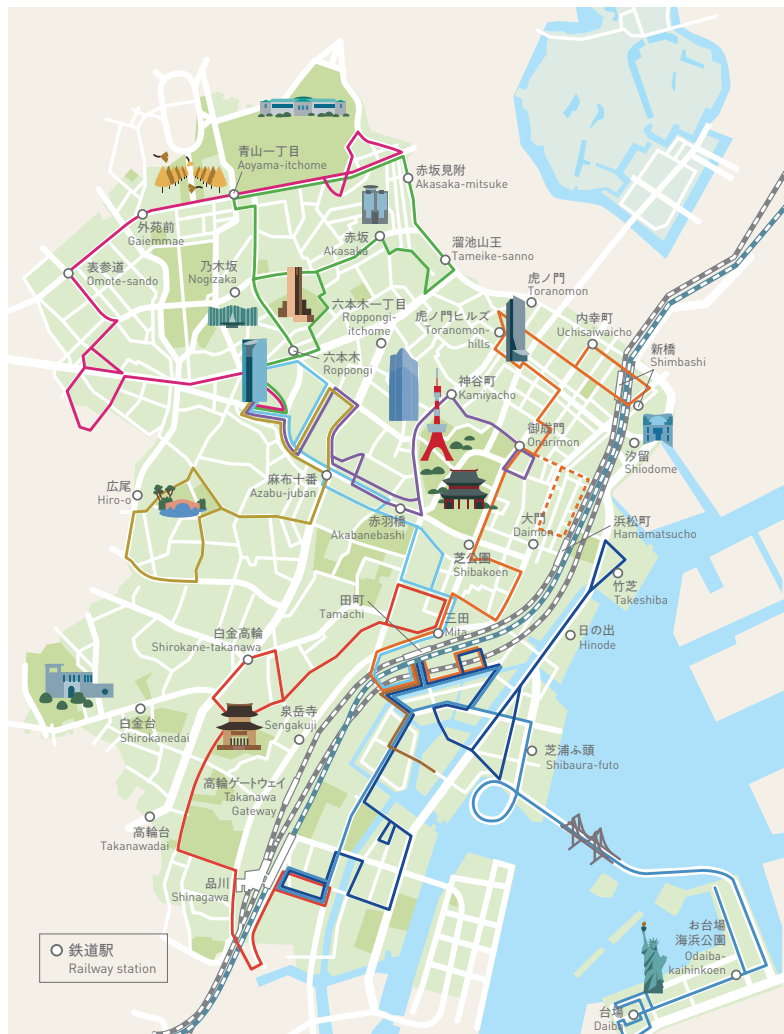 青山一丁目
Aoyama-itchome
赤坂見附
Akasaka-mitsuke
外苑前
Gaiemmae
赤坂
Akasaka
溜池山王
Tameike-sanno
表参道
Omote-sando
乃木坂
Nogizaka
虎ノ門
Toranomon
六本木一丁目
Roppongi-
itchome
虎ノ門ヒルズ
Toranomon-
hills
内幸町
Uchisaiwaicho
新橋
Shimbashi
六本木
Roppongi
神谷町
Kamiyacho
御成門
Onarimon
汐留
Shiodome
広尾
Hiro-o
麻布十番
Azabu-juban
赤羽橋
Akabanebashi
大門
Daimon
浜松町
Hamamatsucho
芝公園
Shibakoen
竹芝
Takeshiba
田町
Tamachi
三田
Mita
日の出
Hinode
白金高輪
Shirokane-takanawa
白金台
Shirokanedai
泉岳寺
Sengakuji
芝浦ふ頭
Shibaura-futo
高輪ゲートウェイ
Takanawa
Gateway
高輪台
Takanawadai
品川
Shinagawa
お台場
海浜公園
Odaiba-
kaihinkoen
台場
Daiba
鉄道駅
Railway station